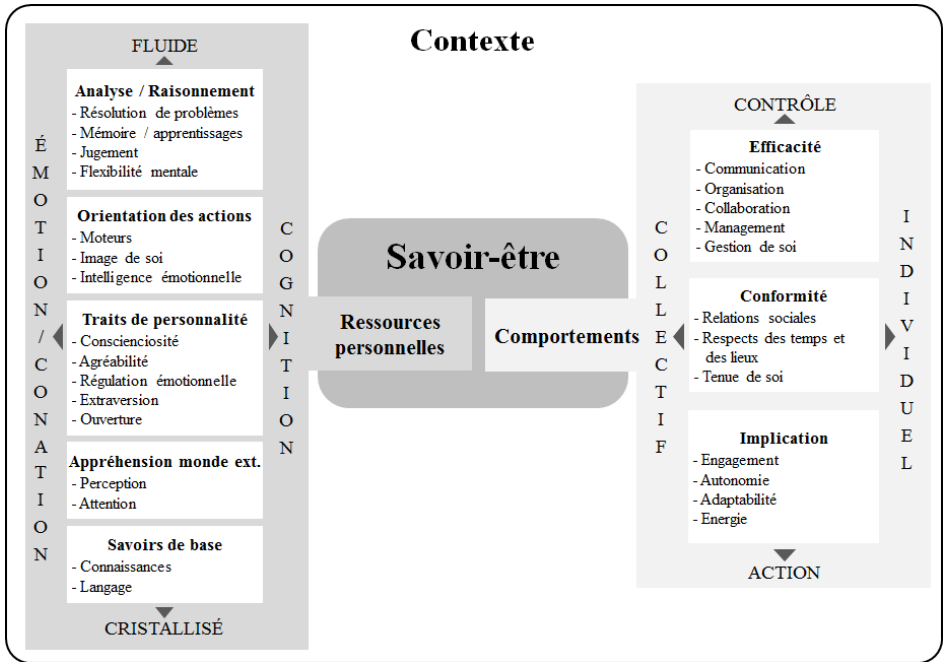 Contexte
FLUIDE
Analyse / Raisonnement
- Résolution de problèmes
- Mémoire / apprentissages
- Jugement
- Flexibilité mentale
Orientation des actions
- Moteurs
- Image de soi
- Intelligence émotionnelle
Traits de personnalité
- Conscienciosité
- Agréabilité
- Régulation émotionnelle
- Extraversion
- Ouverture
Appréhension monde ext.
- Perception
- Attention
Savoirs de base
- Connaissances
- Langage
CRISTALLISÉ
ÉMOTION/CONATION
COGNITION
Savoir-être
Ressources
personnelles
Comportements
COLLECTIF
CONTRÔLE
Efficacité
- Communication
- Organisation
- Collaboration
- Management
- Gestion de soi
Conformité
- Relations sociales
- Respects des temps et
des lieux
- Tenue de soi
Implication
- Engagement
- Autonomie
- Adaptabilité
- Energie
ACTION
INDIVIDUEL